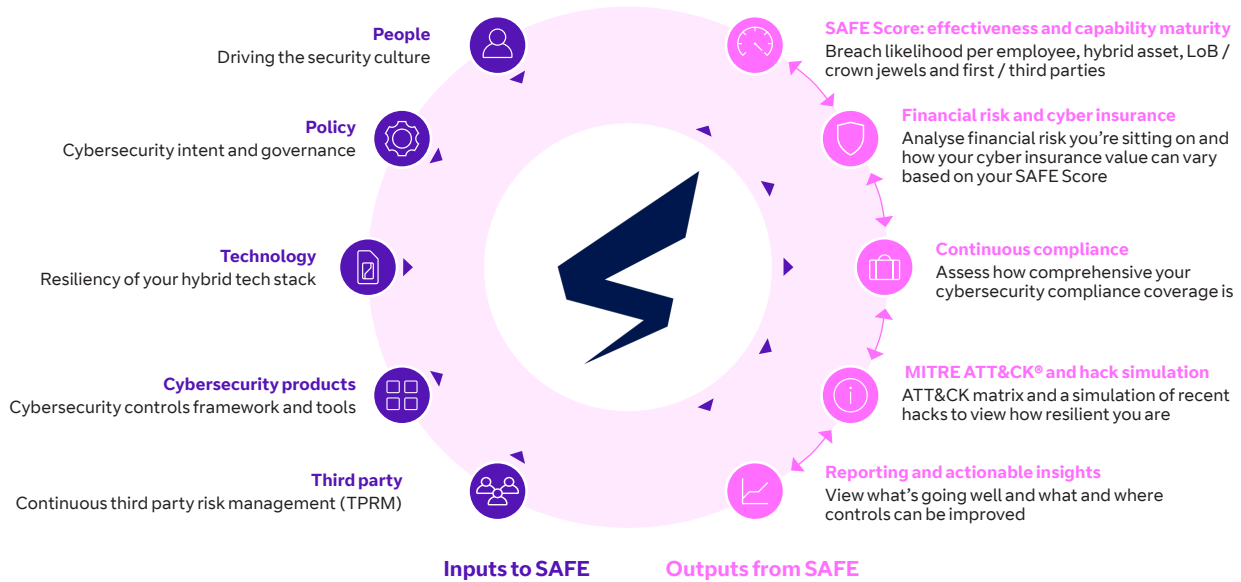 People
Driving the security culture
Policy
Cybersecurity intent and governance
Technology
Resiliency of your hybrid tech stack
Cybersecurity products
Cybersecurity controls framework and tools
Third party
Continuous third party risk management (TPRM)
SAFE Score: effectiveness and capability maturity
Breach likelihood per employee, hybrid asset, LoB /
crown jewels and first / third parties
Financial risk and cyber insurance
Analyse financial risk you're sitting on and
how your cyber insurance value can vary
based on your SAFE Score
Continuous compliance
Assess how comprehensive your
cybersecurity compliance coverage is
MITRE ATT&CK® and hack simulation
ATT&CK matrix and a simulation of recent
hacks to view how resilient you are
Reporting and actionable insights
View what's going well and what and where
controls can be improved
Inputs to SAFE
Outputs from SAFE